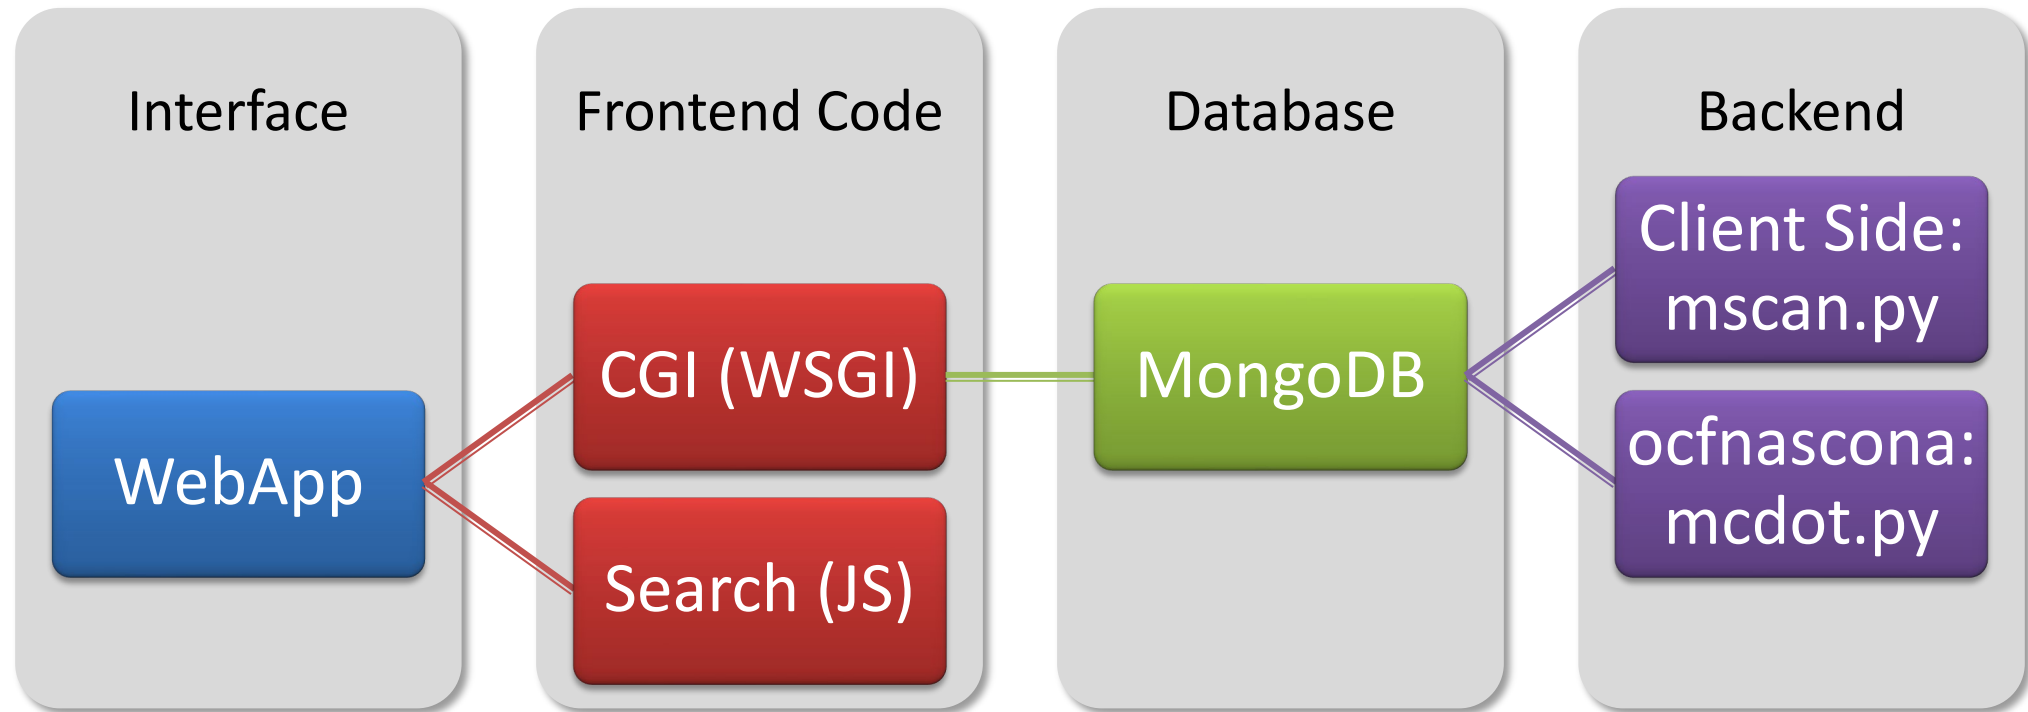 Interface
Frontend Code
Database
Backend
WebApp
CGI (WSGI)
Search (JS)
MongoDB
Client Side:
mscan.py
ocfnascona:
mcdot.py